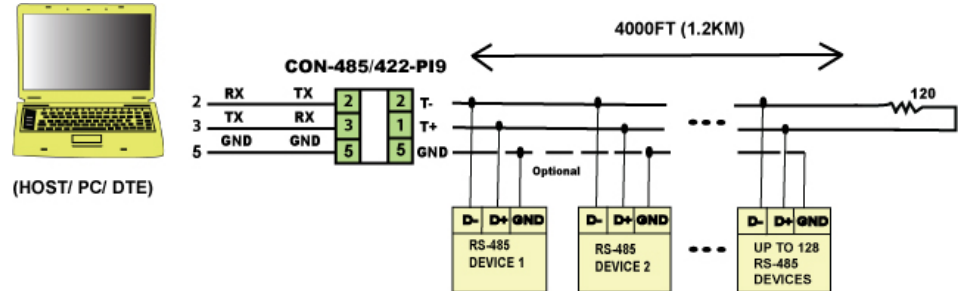 4000FT (1.2KM)
CON-485/422-PI9
2 RX TX 2 2 T-
3 TX RX 3 1 T+
5 GND GND 5 5 GND
120
Optional
(HOST/ PC/ DTE)
D- D+ GND
RS-485
DEVICE 1
D- D+ GND
RS-485
DEVICE 2
D- D+ GND
UP TO 128
RS-485
DEVICES